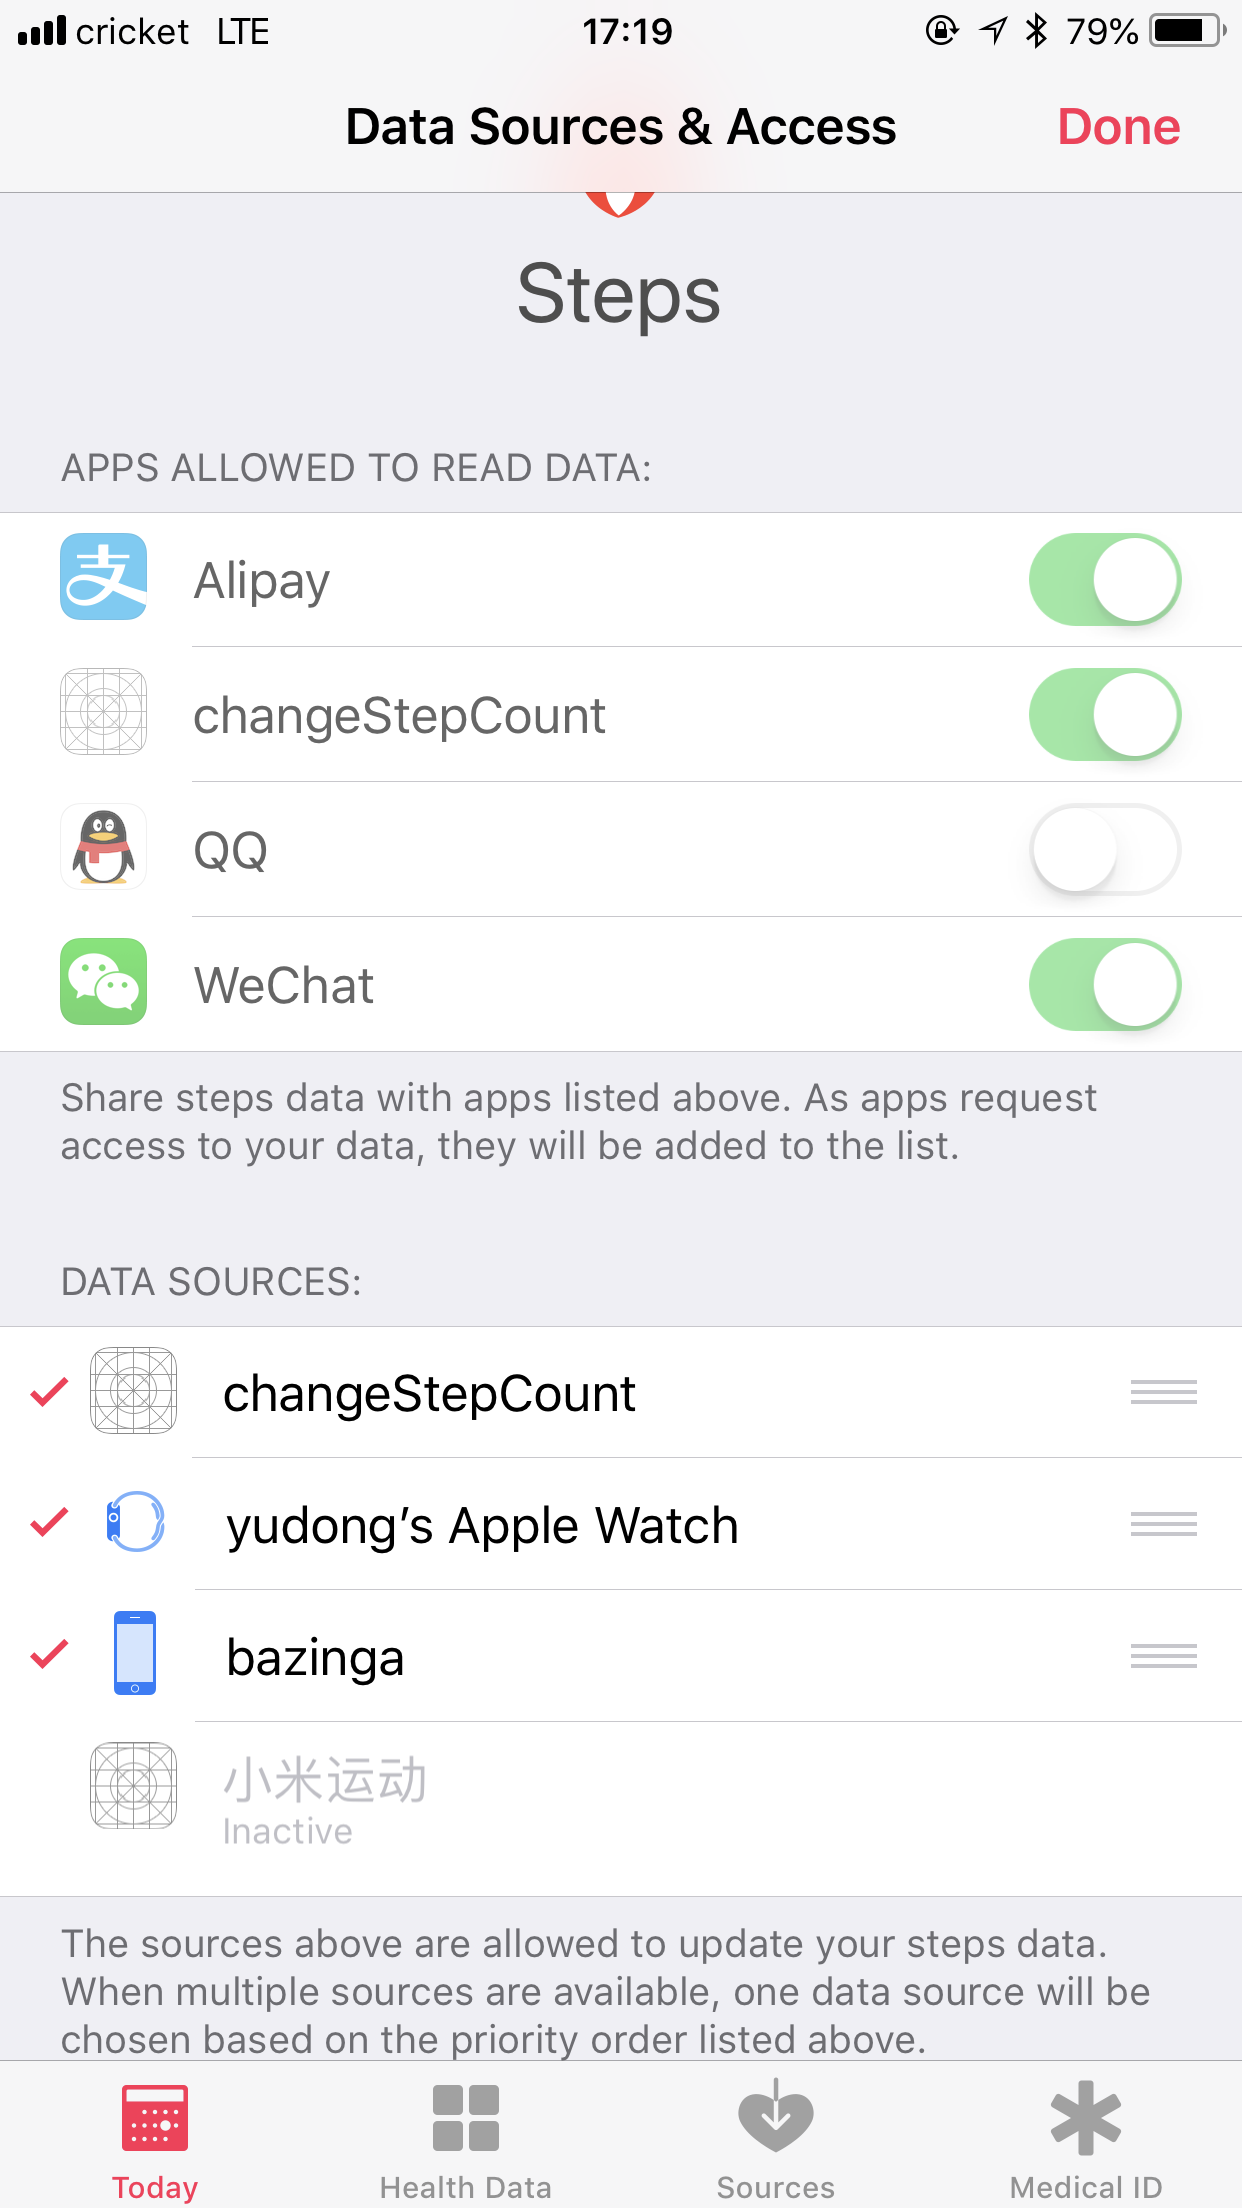 cricket LTE 17:19 79%
Data Sources & Access Done
Steps
APPS ALLOWED TO READ DATA:
支
Alipay
changeStepCount
QQ
WeChat
Share steps data with apps listed above. As apps request
access to your data, they will be added to the list.
DATA SOURCES:
changeStepCount
yudong’s Apple Watch
bazinga
小米运动
Inactive
The sources above are allowed to update your steps data.
When multiple sources are available, one data source will be
chosen based on the priority order listed above.
Today Health Data Sources Medical ID